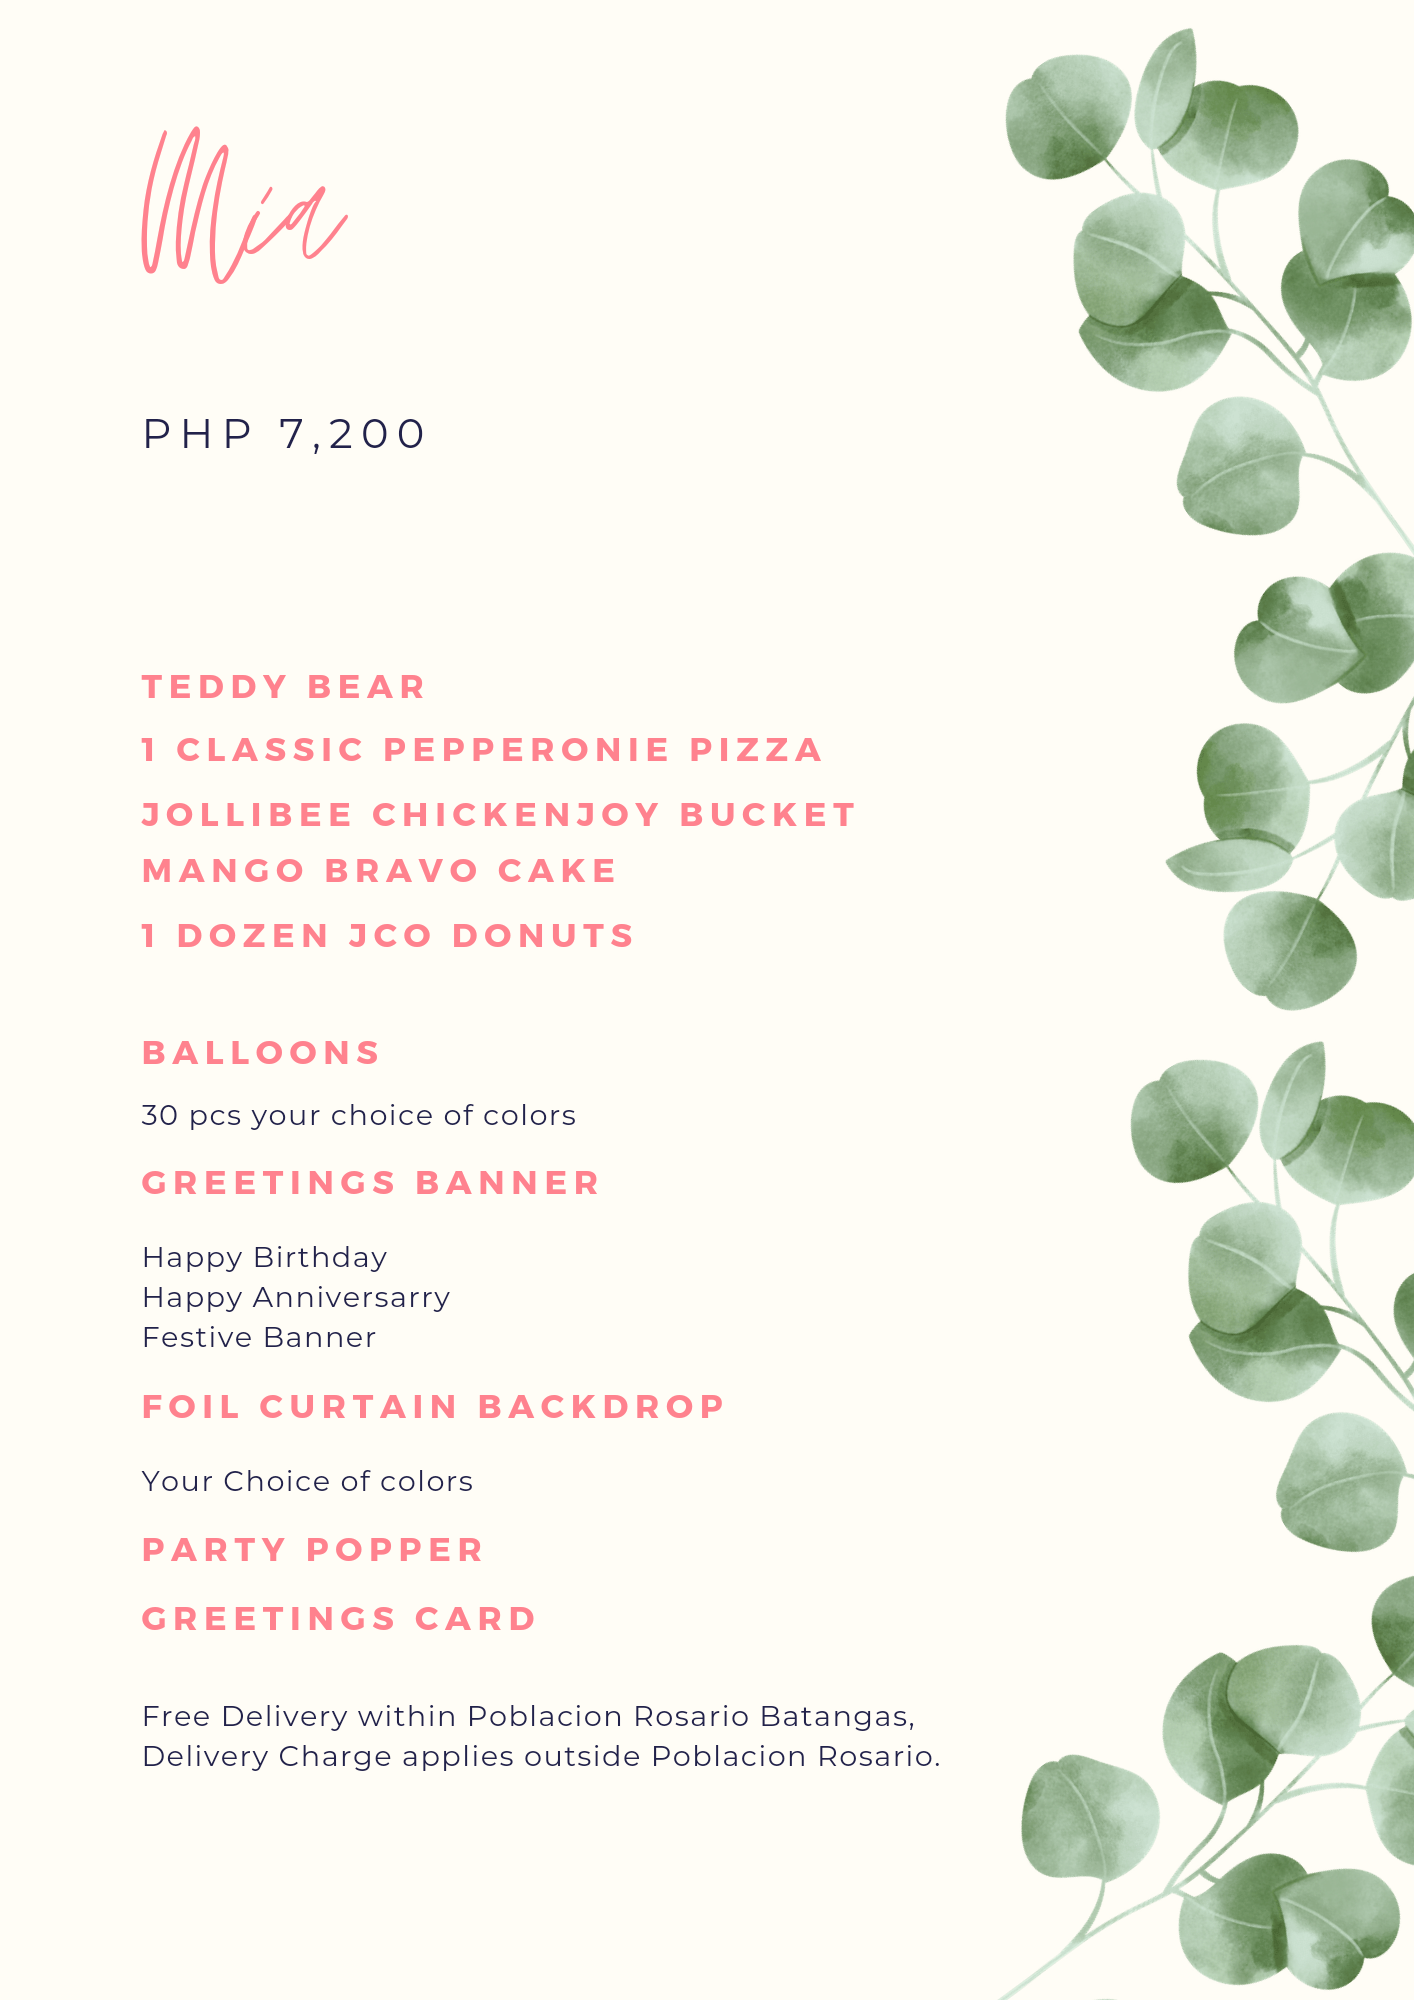 Mia
PHP 7,200
TEDDY BEAR
1 CLASSIC PEPPERONIE PIZZA
JOLLIBEE CHICKENJOY BUCKET
MANGO BRAVO CAKE
1 DOZEN JCO DONUTS
BALLOONS
30 pcs your choice of colors
GREETINGS BANNER
Happy Birthday
Happy Anniversarry
Festive Banner
FOIL CURTAIN BACKDROP
Your Choice of colors
PARTY POPPER
GREETINGS CARD
Free Delivery within Poblacion Rosario Batangas,
Delivery Charge applies outside Poblacion Rosario.